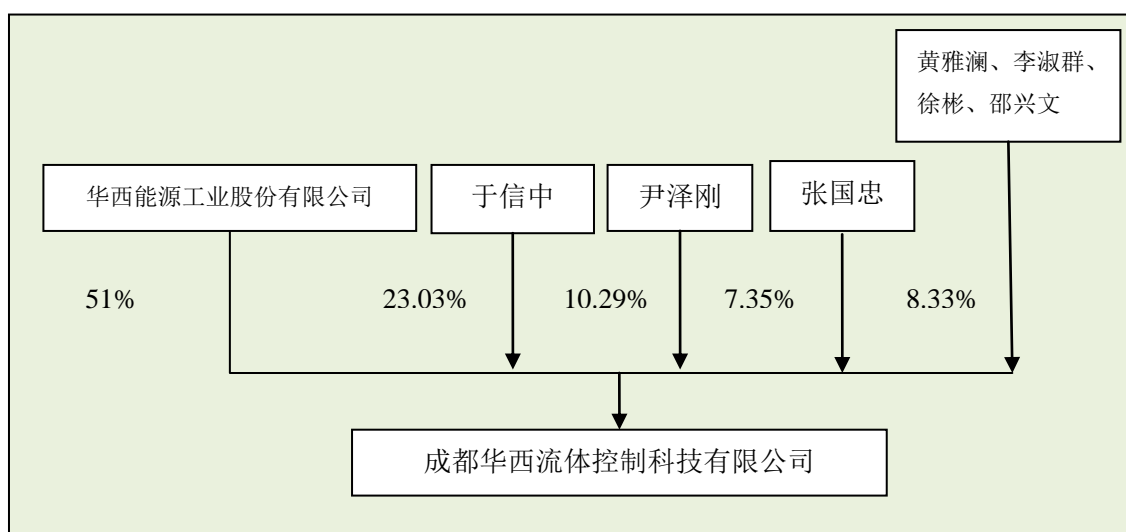 黄雅澜、李淑群、
徐彬、邵兴文
华西能源工业股份有限公司
于信中
尹泽刚
张国忠
51%
23.03%
10.29%
7.35%
8.33%
成都华西流体控制科技有限公司